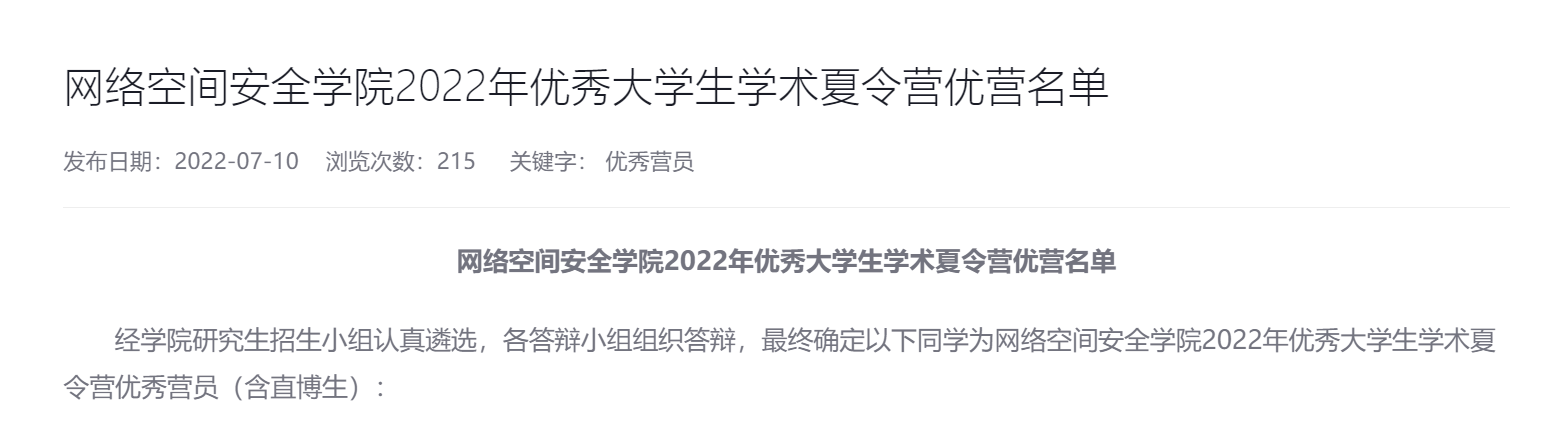 网络空间安全学院2022年优秀大学生学术夏令营优营名单
发布日期：2022-07-10 浏览次数：215 关键字： 优秀营员
网络空间安全学院2022年优秀大学生学术夏令营优营名单
经学院研究生招生小组认真遴选，各答辩小组组织答辩，最终确定以下同学为网络空间安全学院2022年优秀大学生学术夏
令营优秀营员（含直博生）：